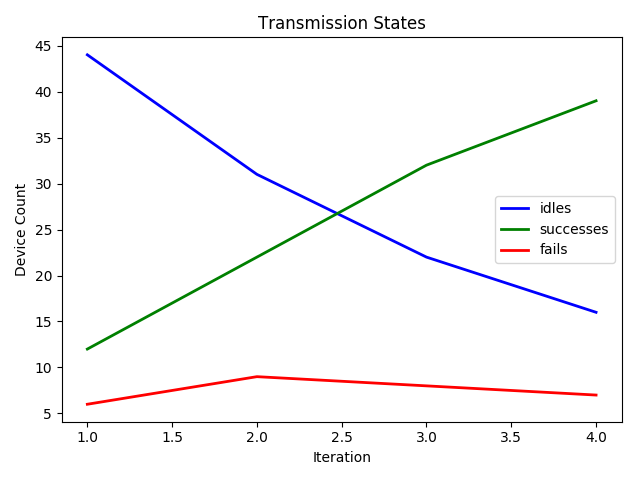 Transmission States
45
40
35
30
25
20
15
10
5
Device Count
idles
successes
fails
1.0 1.5 2.0 2.5 3.0 3.5 4.0
Iteration